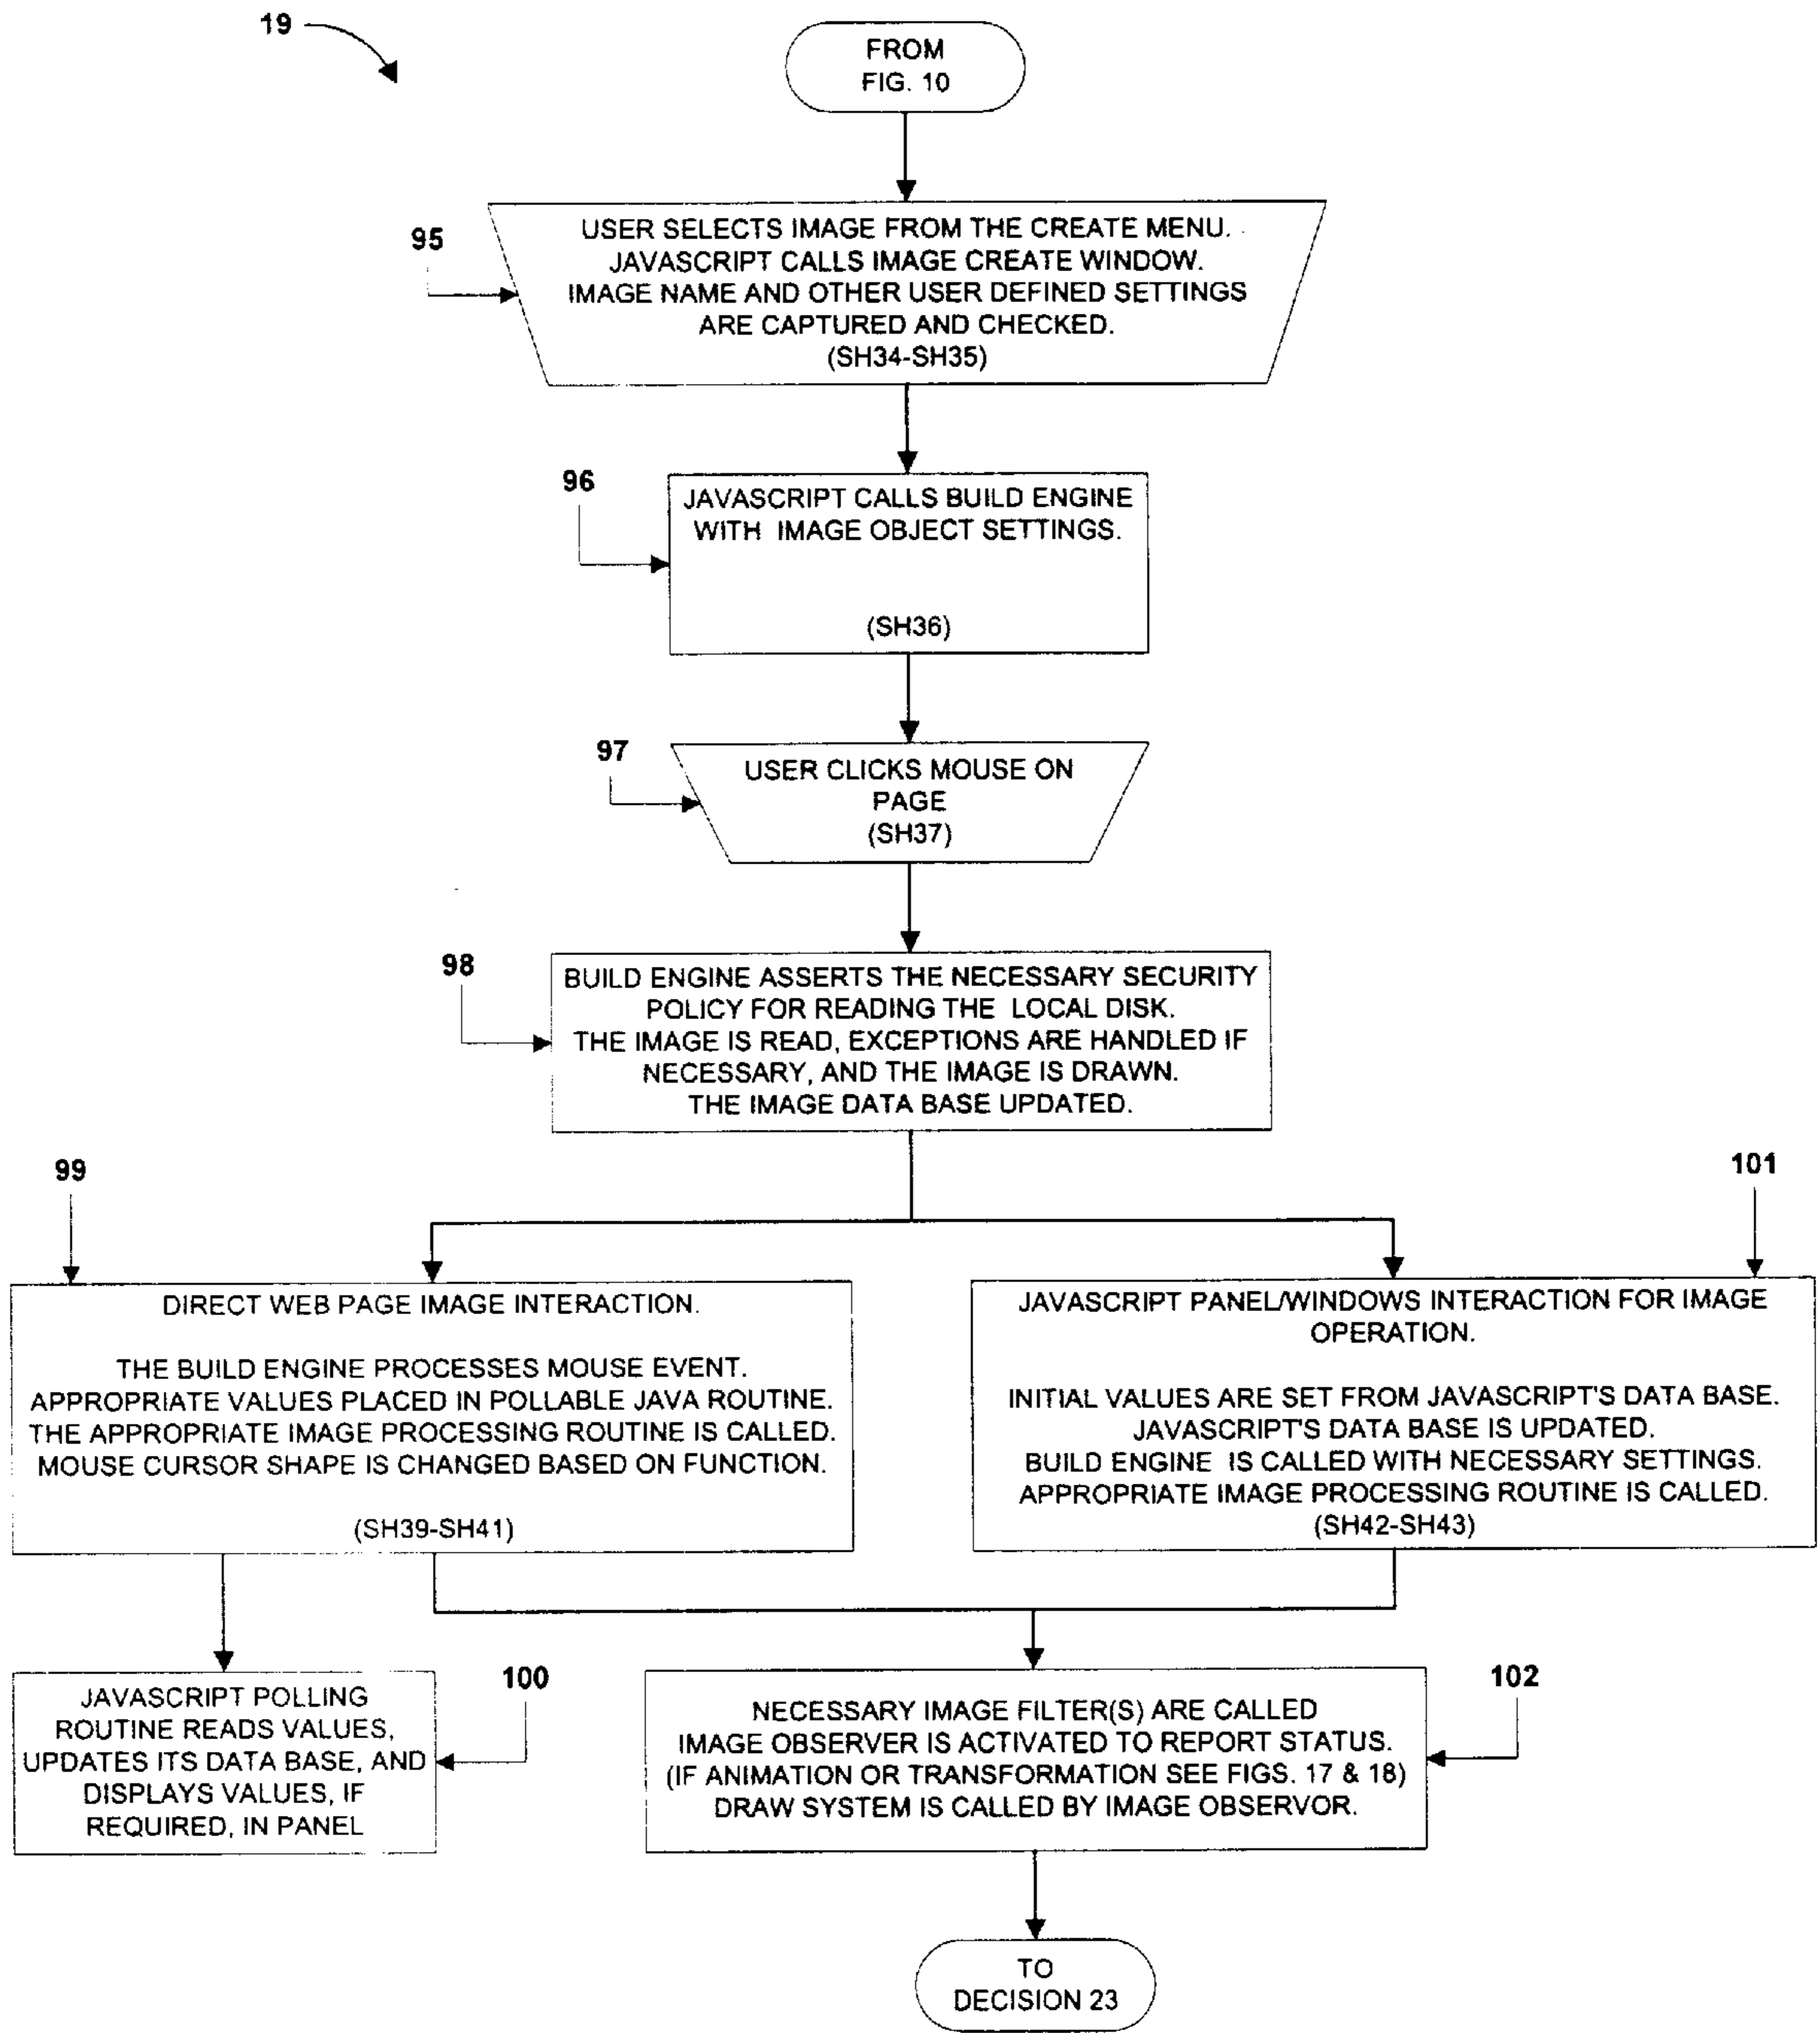 19
FROM
FIG. 10
95
USER SELECTS IMAGE FROM THE CREATE MENU.
JAVASCRIPT CALLS IMAGE CREATE WINDOW.
IMAGE NAME AND OTHER USER DEFINED SETTINGS
ARE CAPTURED AND CHECKED.
(SH34-SH35)
96
JAVASCRIPT CALLS BUILD ENGINE
WITH IMAGE OBJECT SETTINGS.
(SH36)
97
USER CLICKS MOUSE ON
PAGE
(SH37)
98
BUILD ENGINE ASSERTS THE NECESSARY SECURITY
POLICY FOR READING THE LOCAL DISK.
THE IMAGE IS READ, EXCEPTIONS ARE HANDLED IF
NECESSARY, AND THE IMAGE IS DRAWN.
THE IMAGE DATA BASE UPDATED.
99
DIRECT WEB PAGE IMAGE INTERACTION.
THE BUILD ENGINE PROCESSES MOUSE EVENT.
APPROPRIATE VALUES PLACED IN POLLABLE JAVA ROUTINE.
THE APPROPRIATE IMAGE PROCESSING ROUTINE IS CALLED.
MOUSE CURSOR SHAPE IS CHANGED BASED ON FUNCTION.
(SH39-SH41)
101
JAVASCRIPT PANEL/WINDOWS INTERACTION FOR IMAGE
OPERATION.
INITIAL VALUES ARE SET FROM JAVASCRIPT'S DATA BASE.
JAVASCRIPT'S DATA BASE IS UPDATED.
BUILD ENGINE IS CALLED WITH NECESSARY SETTINGS.
APPROPRIATE IMAGE PROCESSING ROUTINE IS CALLED.
(SH42-SH43)
100
JAVASCRIPT POLLING
ROUTINE READS VALUES,
UPDATES ITS DATA BASE, AND
DISPLAYS VALUES, IF
REQUIRED, IN PANEL
102
NECESSARY IMAGE FILTER(S) ARE CALLED
IMAGE OBSERVER IS ACTIVATED TO REPORT STATUS.
(IF ANIMATION OR TRANSFORMATION SEE FIGS. 17 & 18)
DRAW SYSTEM IS CALLED BY IMAGE OBSERVOR.
TO
DECISION 23